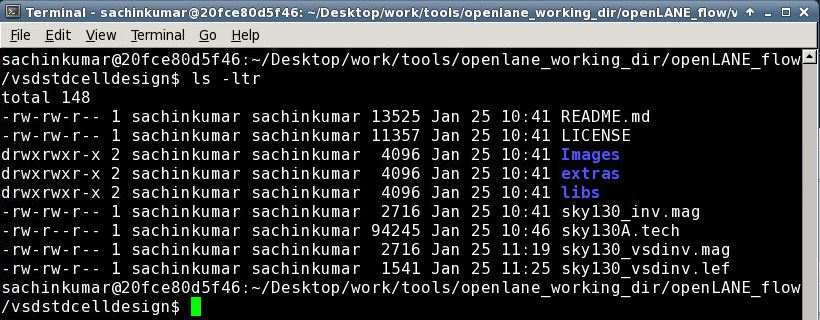 Terminal - sachinkumar@20fce80d5f46: ~/Desktop/work/tools/openlane_working_dir/openLANE_flow/v
File Edit View Terminal Go Help
sachinkumar@20fce80d5f46:~/Desktop/work/tools/openlane_working_dir/openLANE_flow
/vsdstdcelldesign$ ls -ltr
total 148
-rw-rw-r-- 1 sachinkumar sachinkumar 13525 Jan 25 10:41 README.md
-rw-rw-r-- 1 sachinkumar sachinkumar 11357 Jan 25 10:41 LICENSE
drwxrwxr-x 2 sachinkumar sachinkumar  4096 Jan 25 10:41 Images
drwxrwxr-x 2 sachinkumar sachinkumar  4096 Jan 25 10:41 extras
drwxrwxr-x 2 sachinkumar sachinkumar  4096 Jan 25 10:41 libs
-rw-rw-r-- 1 sachinkumar sachinkumar  2716 Jan 25 10:41 sky130_inv.mag
-rw-r--r-- 1 sachinkumar sachinkumar 94245 Jan 25 10:46 sky130A.tech
-rw-rw-r-- 1 sachinkumar sachinkumar  2716 Jan 25 11:19 sky130_vsdinv.mag
-rw-rw-r-- 1 sachinkumar sachinkumar  1541 Jan 25 11:25 sky130_vsdinv.lef
sachinkumar@20fce80d5f46:~/Desktop/work/tools/openlane_working_dir/openLANE_flow
/vsdstdcelldesign$